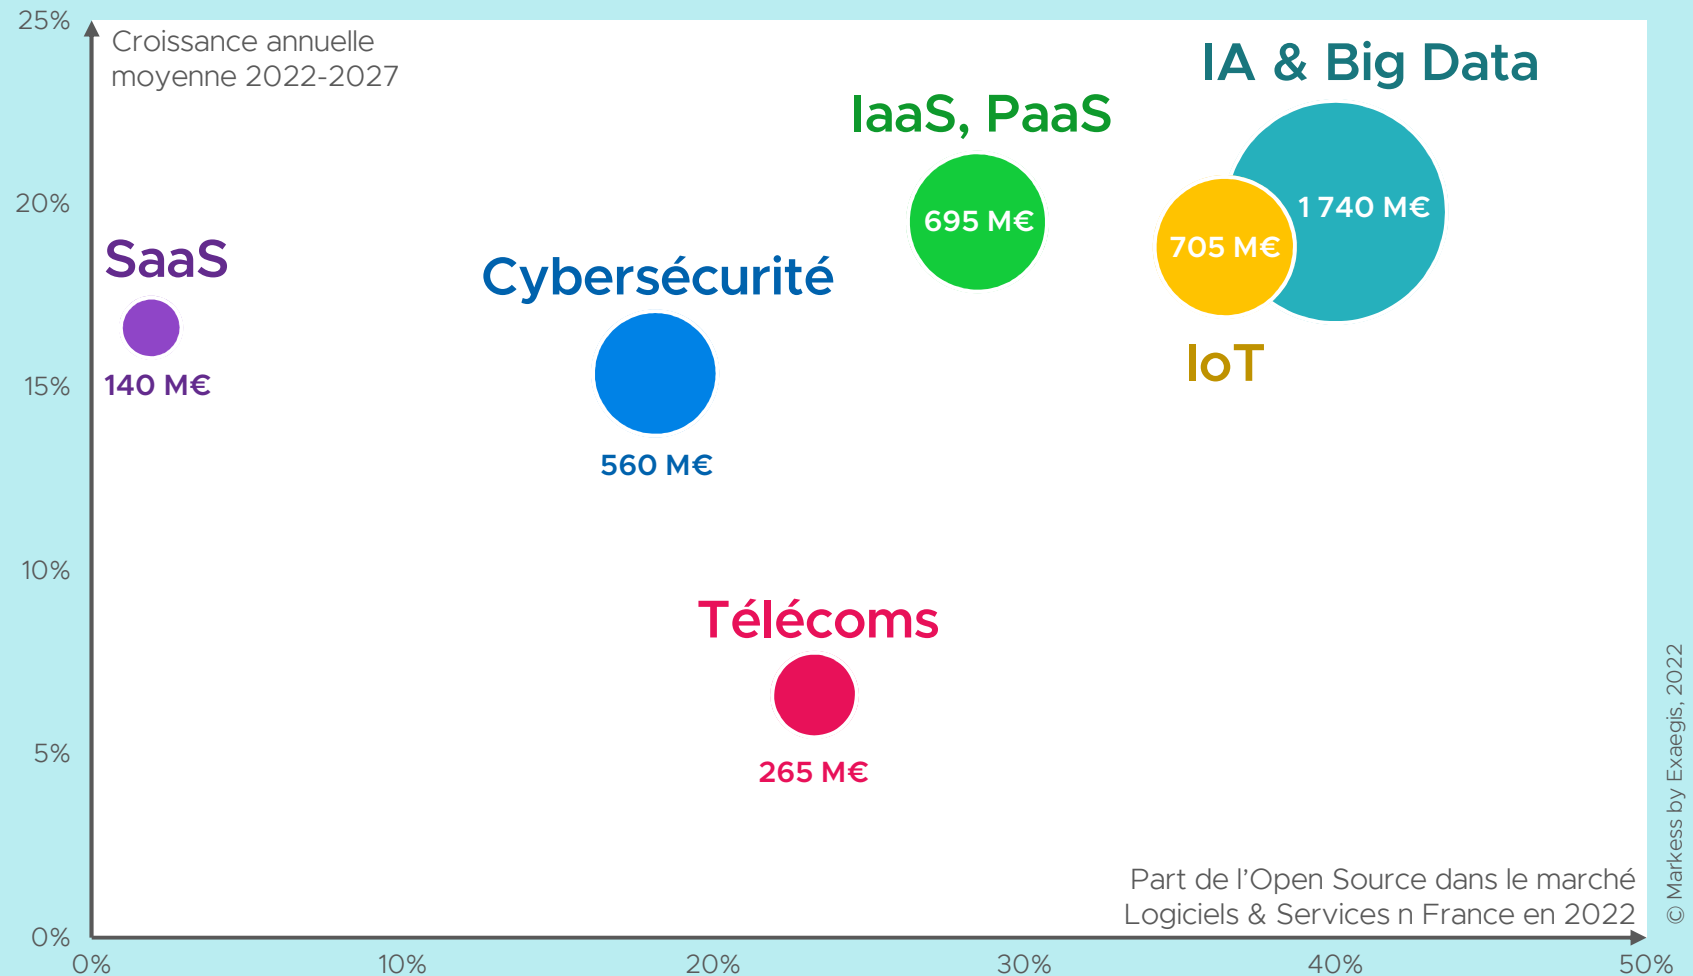 25%
Croissance annuelle
moyenne 2022-2027
IA & Big Data
IaaS, PaaS
20%
695 M€
1 740 M€
705 M€
SaaS
Cybersécurité
IoT
15%
140 M€
560 M€
10%
Télécoms
5%
265 M€
Part de l'Open Source dans le marché
Logiciels & Services n France en 2022
0%
0%
10%
20%
30%
40%
50%
© Markess by Exaegis, 2022